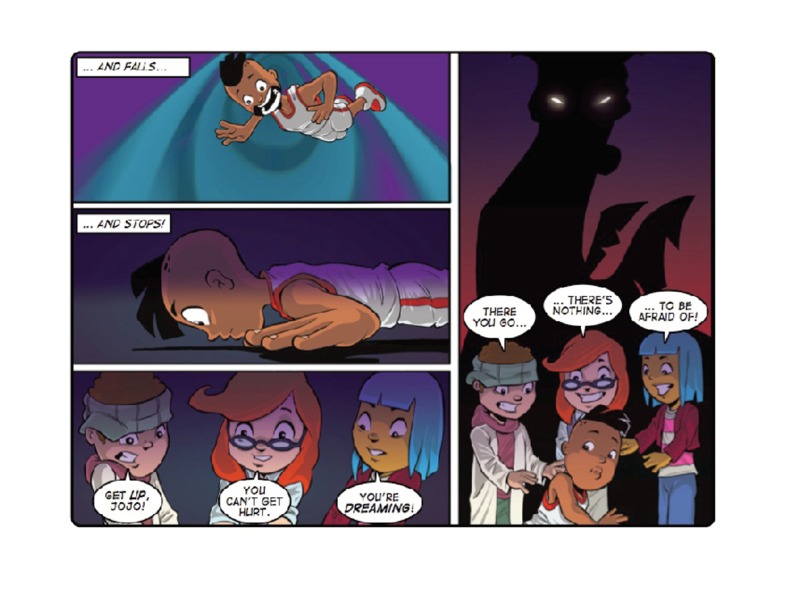 ... AND FALLS...
... AND STOPS!
GET UP,
JOJO!
YOU
CAN'T GET
HURT.
YOU'RE
DREAMING!
THERE
YOU GO...
... THERE'S
NOTHING...
... TO BE
AFRAID OF!